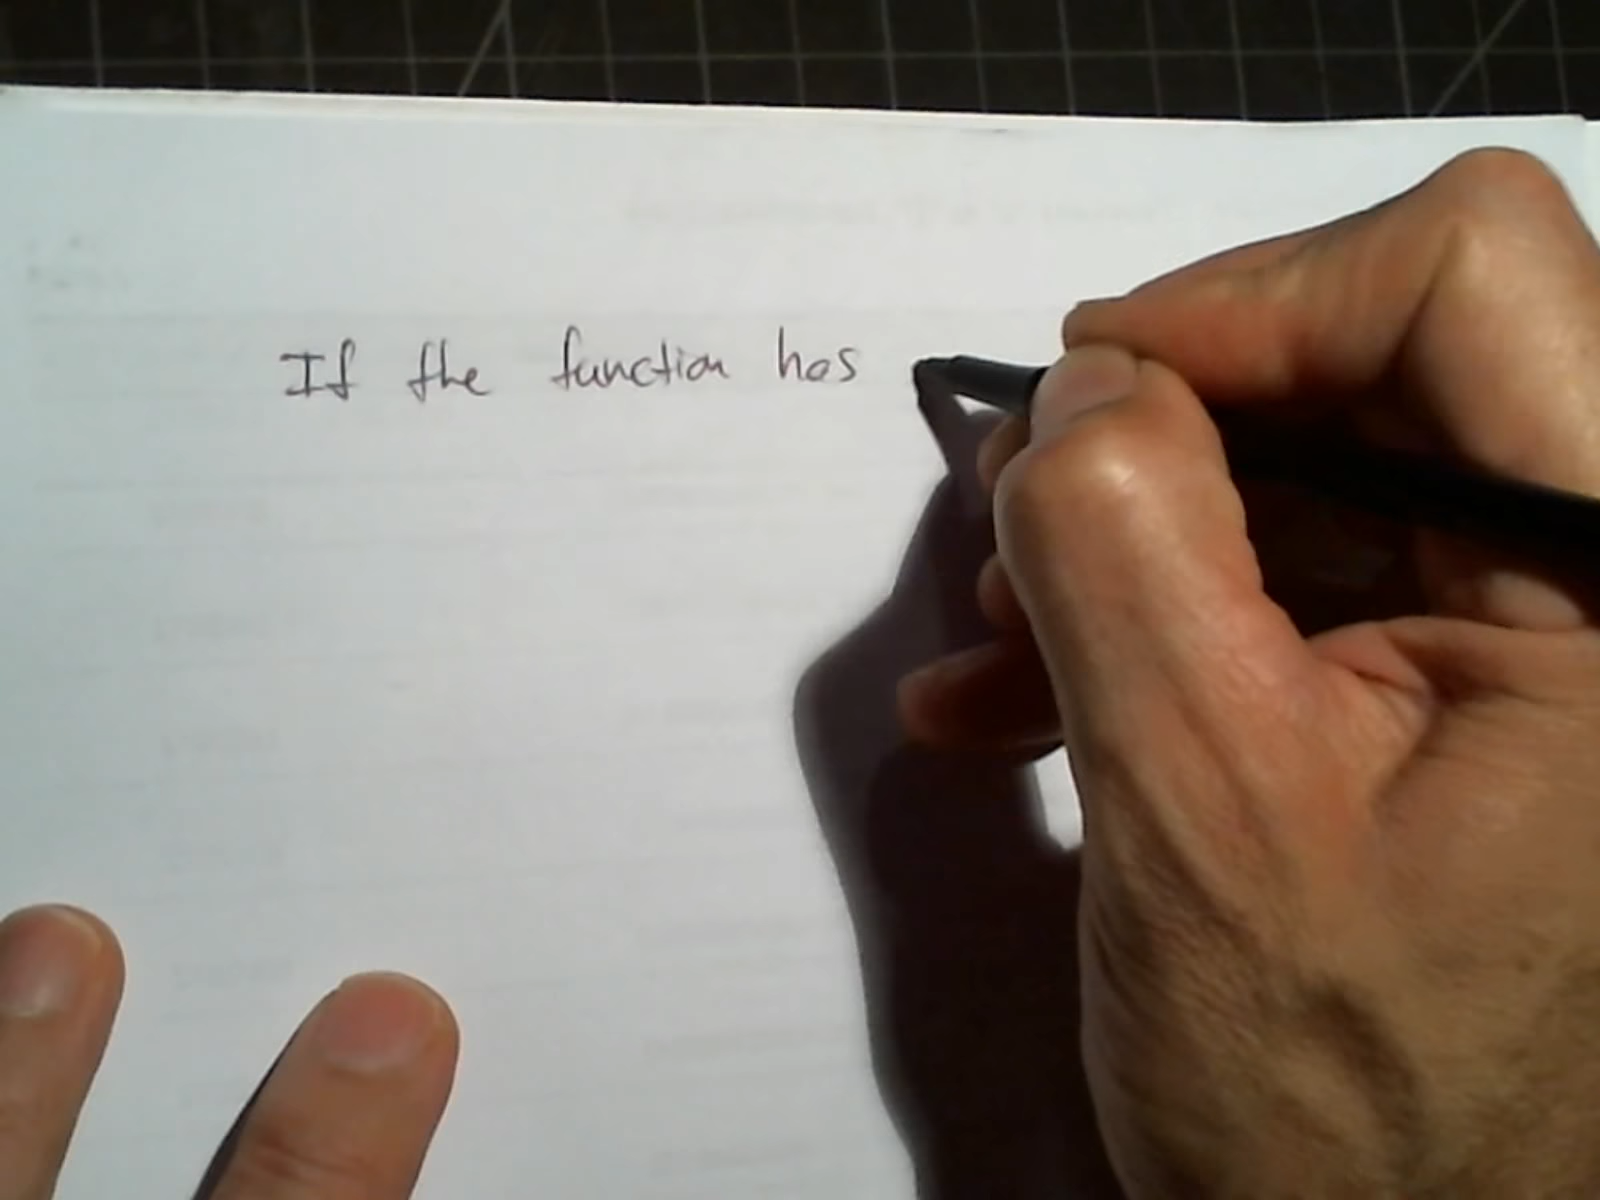 If the function has